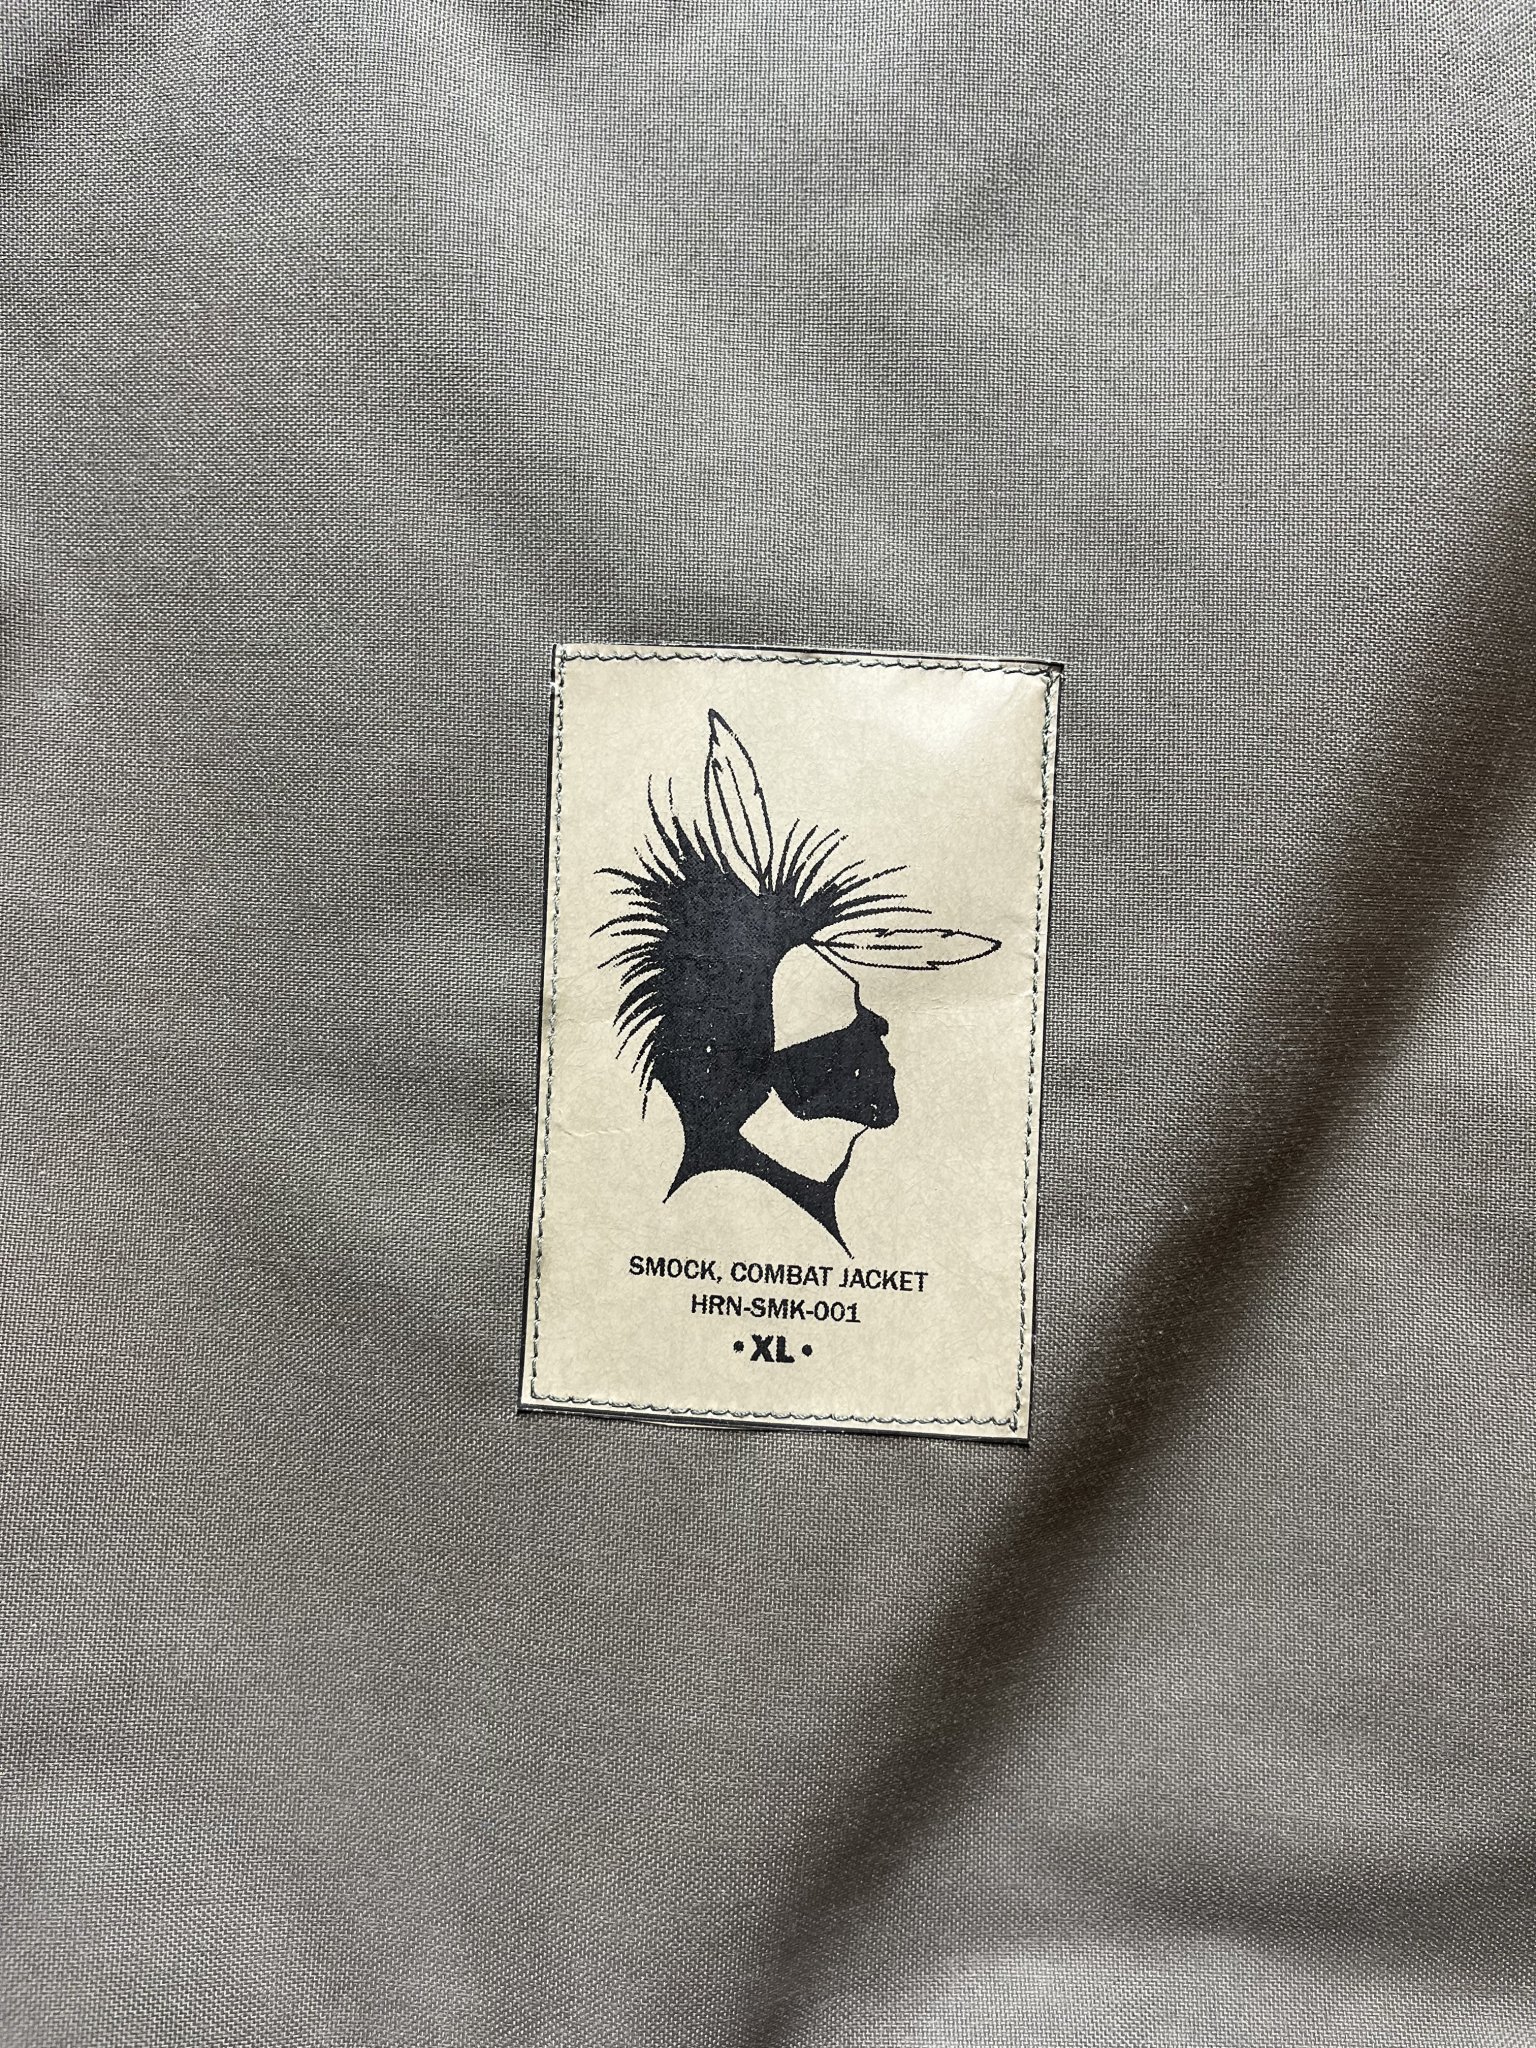 SMOCK, COMBAT JACKET
HRN-SMK-001
• XL •